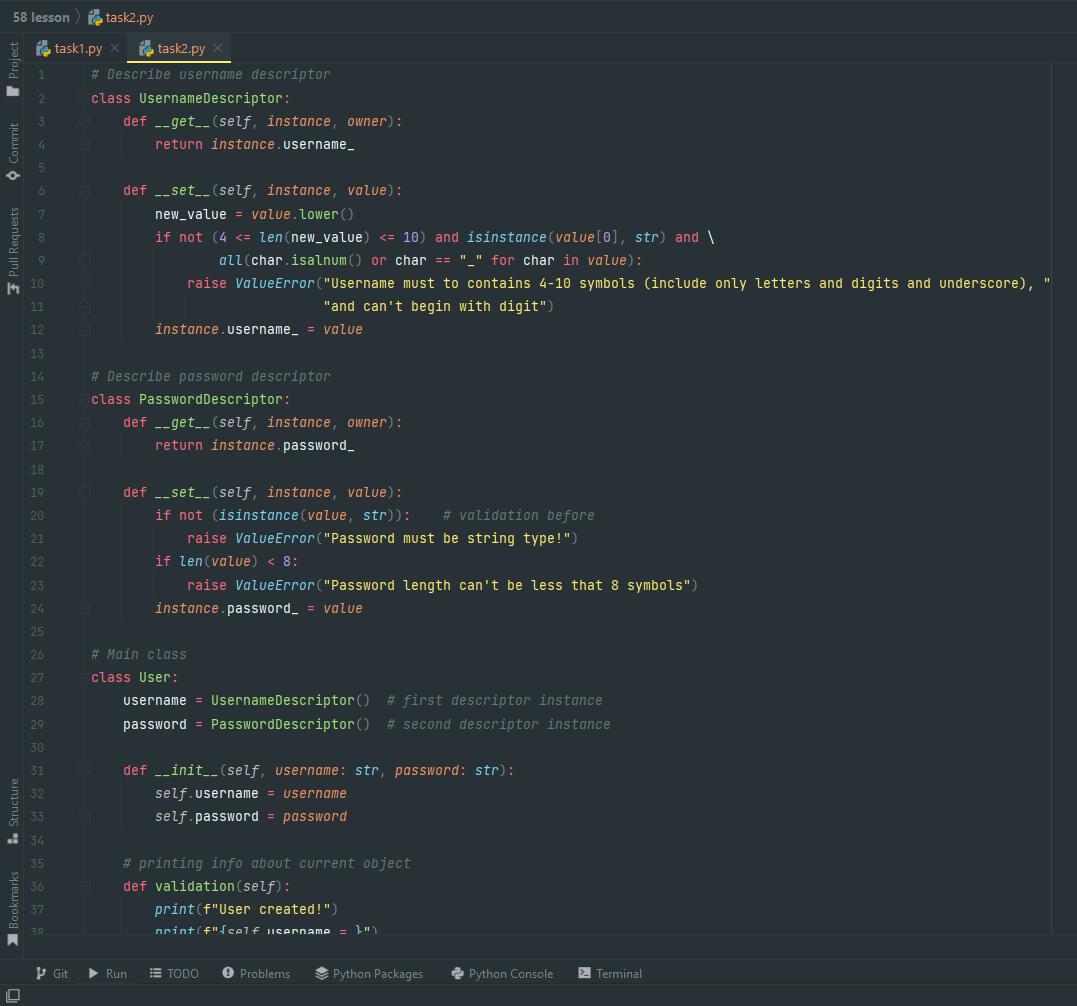 58 lesson task2.py
task1.py task2.py
Project
Commit
Pull Requests
Structure
Bookmarks
1 # Describe username descriptor
2 class UsernameDescriptor:
3     def __get__(self, instance, owner):
4         return instance.username_
5
6     def __set__(self, instance, value):
7         new_value = value.lower()
8         if not (4 <= len(new_value) <= 10) and isinstance(value[0], str) and \
9                 all(char.isalnum() or char == "_" for char in value):
10             raise ValueError("Username must to contains 4-10 symbols (include only letters and digits and underscore), "
11                              "and can't begin with digit")
12         instance.username_ = value
13
14 # Describe password descriptor
15 class PasswordDescriptor:
16     def __get__(self, instance, owner):
17         return instance.password_
18
19     def __set__(self, instance, value):
20         if not (isinstance(value, str)):    # validation before
21             raise ValueError("Password must be string type!")
22         if len(value) < 8:
23             raise ValueError("Password length can't be less that 8 symbols")
24         instance.password_ = value
25
26 # Main class
27 class User:
28     username = UsernameDescriptor()  # first descriptor instance
29     password = PasswordDescriptor()  # second descriptor instance
30
31     def __init__(self, username: str, password: str):
32         self.username = username
33         self.password = password
34
35     # printing info about current object
36     def validation(self):
37         print(f"User created!")
38         print(f"{self.username = }")
Git Run TODO Problems Python Packages Python Console Terminal